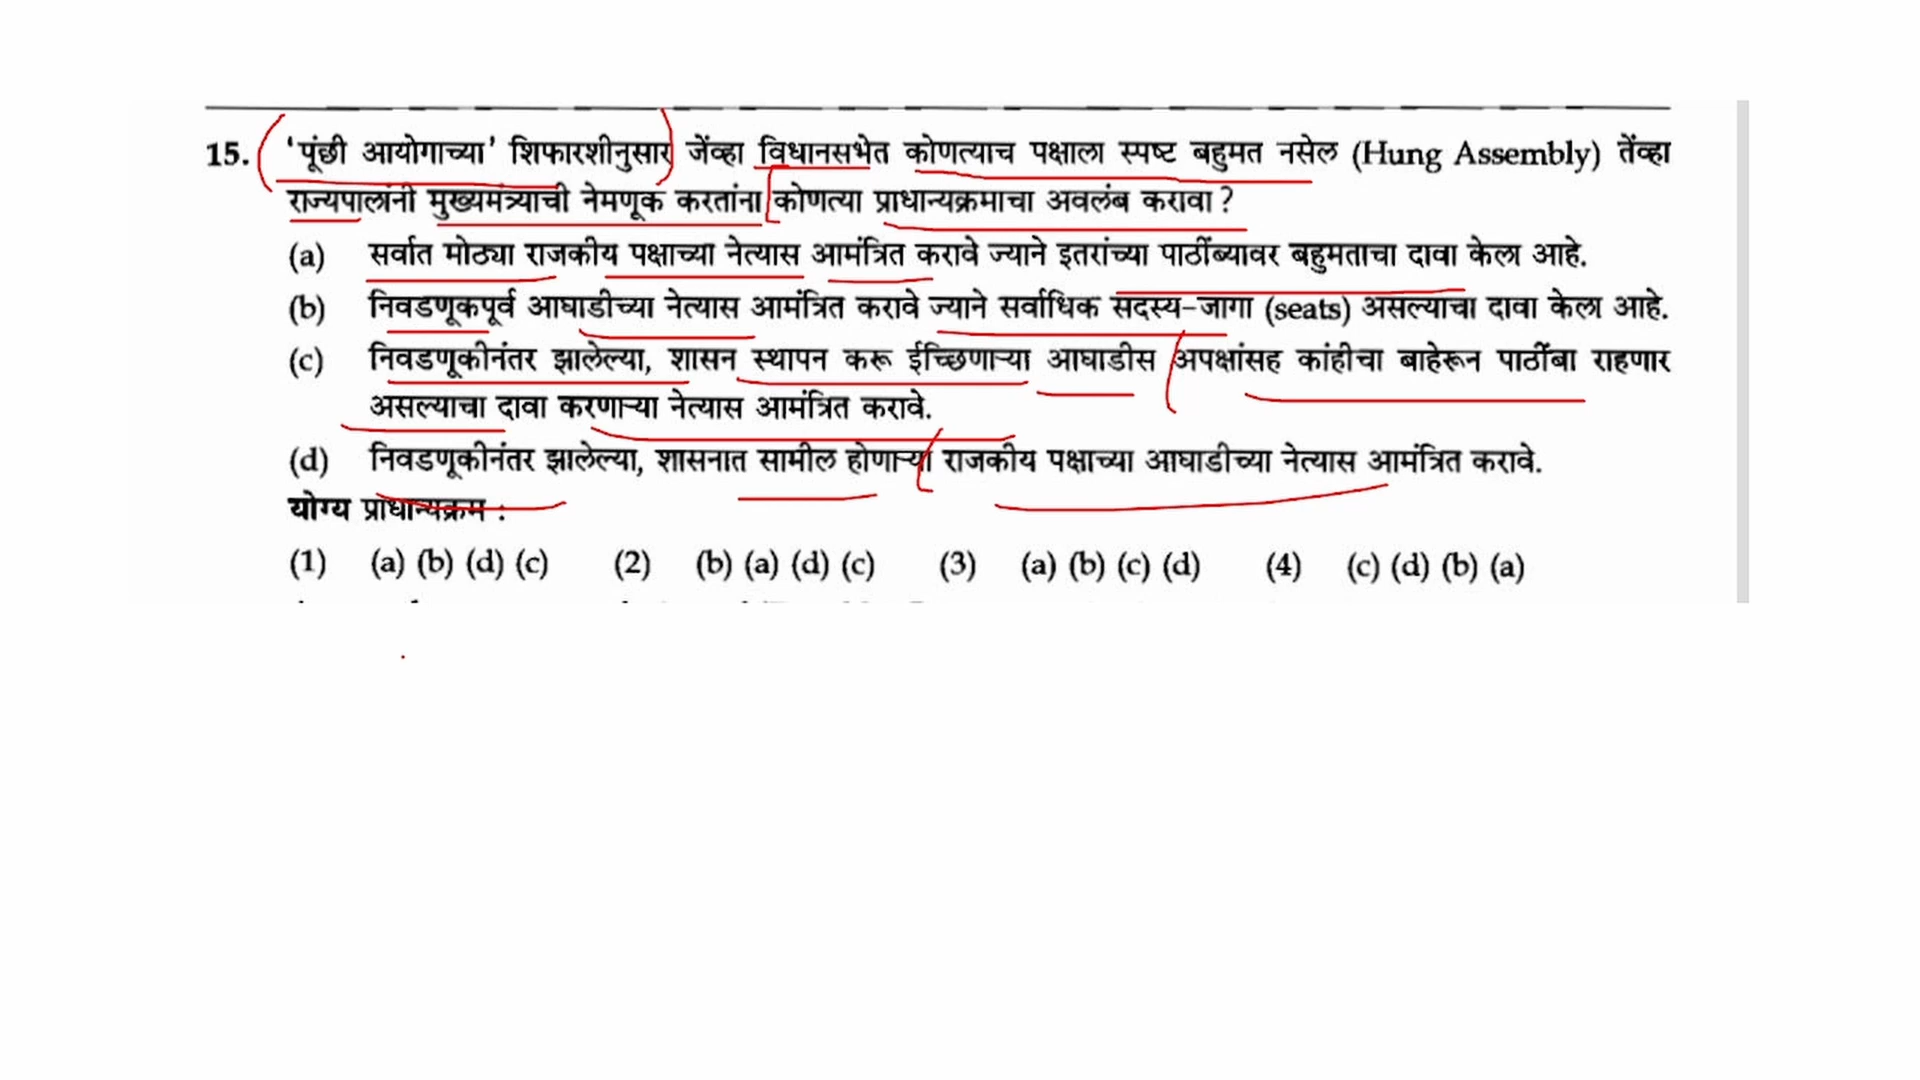 15. 'पूंछी आयोगाच्या' शिफारशीनुसार जेंव्हा विधानसभेत कोणत्याच पक्षाला स्पष्ट बहुमत नसेल (Hung Assembly) तेंव्हा
राज्यपालांनी मुख्यमंत्र्याची नेमणूक करतांना कोणत्या प्राधान्यक्रमाचा अवलंब करावा ?
(a) सर्वात मोठ्या राजकीय पक्षाच्या नेत्यास आमंत्रित करावे ज्याने इतरांच्या पाठींब्यावर बहुमताचा दावा केला आहे.
(b) निवडणूकपूर्व आघाडीच्या नेत्यास आमंत्रित करावे ज्याने सर्वाधिक सदस्य-जागा (seats) असल्याचा दावा केला आहे.
(c) निवडणूकीनंतर झालेल्या, शासन स्थापन करू ईच्छिणाऱ्या आघाडीस अपक्षांसह कांहीचा बाहेरून पाठींबा राहणार
असल्याचा दावा करणाऱ्या नेत्यास आमंत्रित करावे.
(d) निवडणूकीनंतर झालेल्या, शासनात सामील होणाऱ्या राजकीय पक्षाच्या आघाडीच्या नेत्यास आमंत्रित करावे.
योग्य प्राधान्यक्रम :
(1) (a) (b) (d) (c) (2) (b) (a) (d) (c) (3) (a) (b) (c) (d) (4) (c) (d) (b) (a)